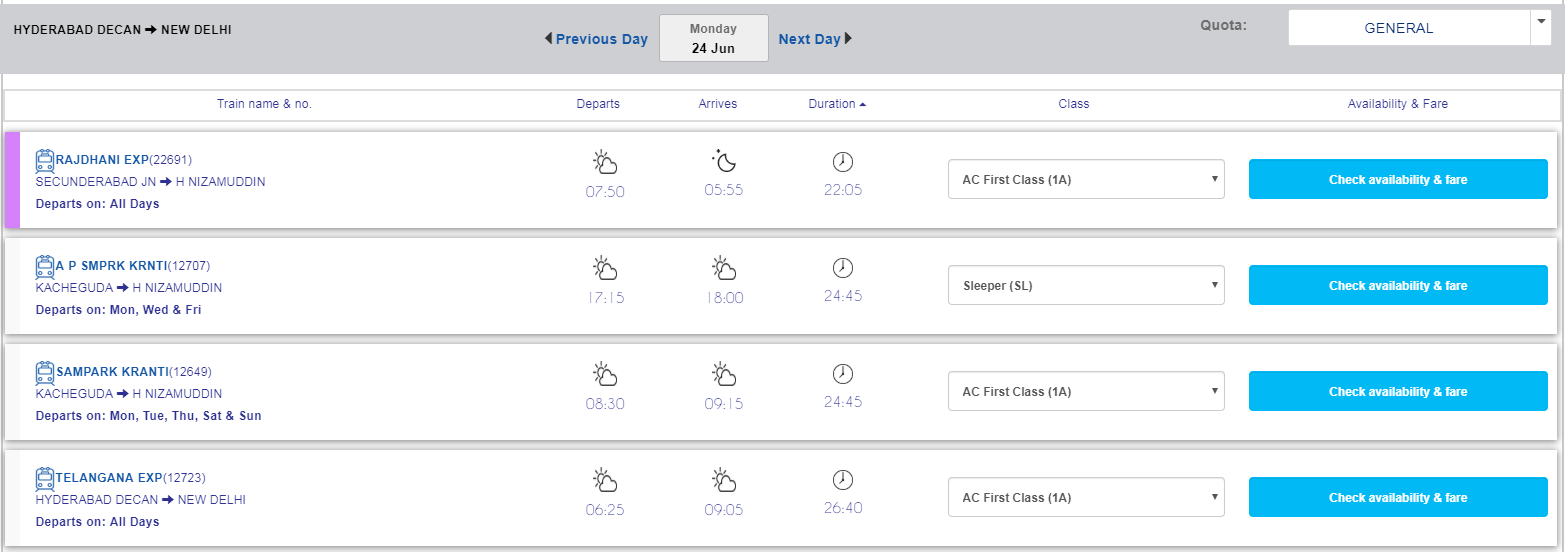 HYDERABAD DECAN ➔ NEW DELHI
Previous Day
Monday
24 Jun
Next Day
Quota:
GENERAL
Train name & no. Departs Arrives Duration Class Availability & Fare
RAJDHANI EXP(22691)
SECUNDERABAD JN ➔ H NIZAMUDDIN
Departs on: All Days
07:50
05:55
22:05
AC First Class (1A)
Check availability & fare
A P SMPRK KRNTI(12707)
KACHEGUDA ➔ H NIZAMUDDIN
Departs on: Mon, Wed & Fri
17:15
18:00
24:45
Sleeper (SL)
Check availability & fare
SAMPARK KRANTI(12649)
KACHEGUDA ➔ H NIZAMUDDIN
Departs on: Mon, Tue, Thu, Sat & Sun
08:30
09:15
24:45
AC First Class (1A)
Check availability & fare
TELANGANA EXP(12723)
HYDERABAD DECAN ➔ NEW DELHI
Departs on: All Days
06:25
09:05
26:40
AC First Class (1A)
Check availability & fare